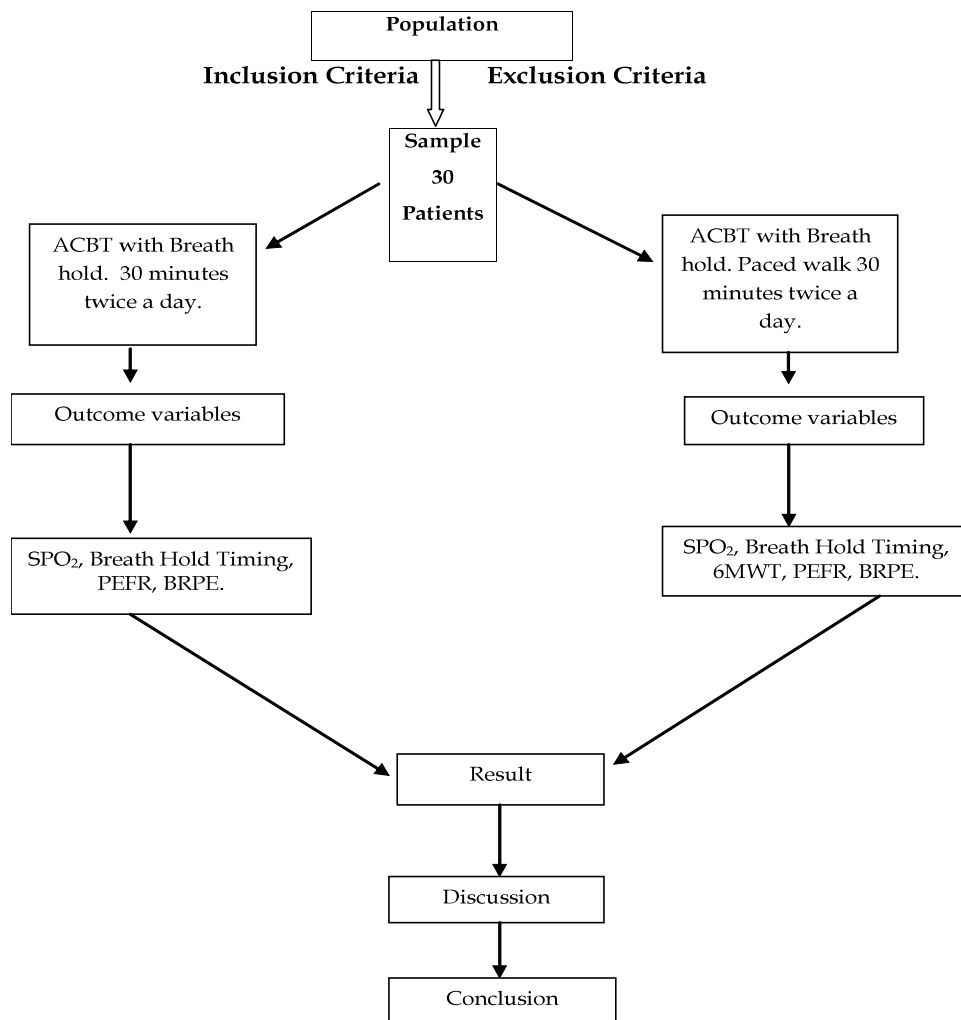 Population
Inclusion Criteria
Exclusion Criteria
Sample
30
Patients
ACBT with Breath
hold. 30 minutes
twice a day.
ACBT with Breath
hold. Paced walk 30
minutes twice a
day.
Outcome variables
Outcome variables
SPO₂, Breath Hold Timing,
PEFR, BRPE.
SPO₂, Breath Hold Timing,
6MWT, PEFR, BRPE.
Result
Discussion
Conclusion